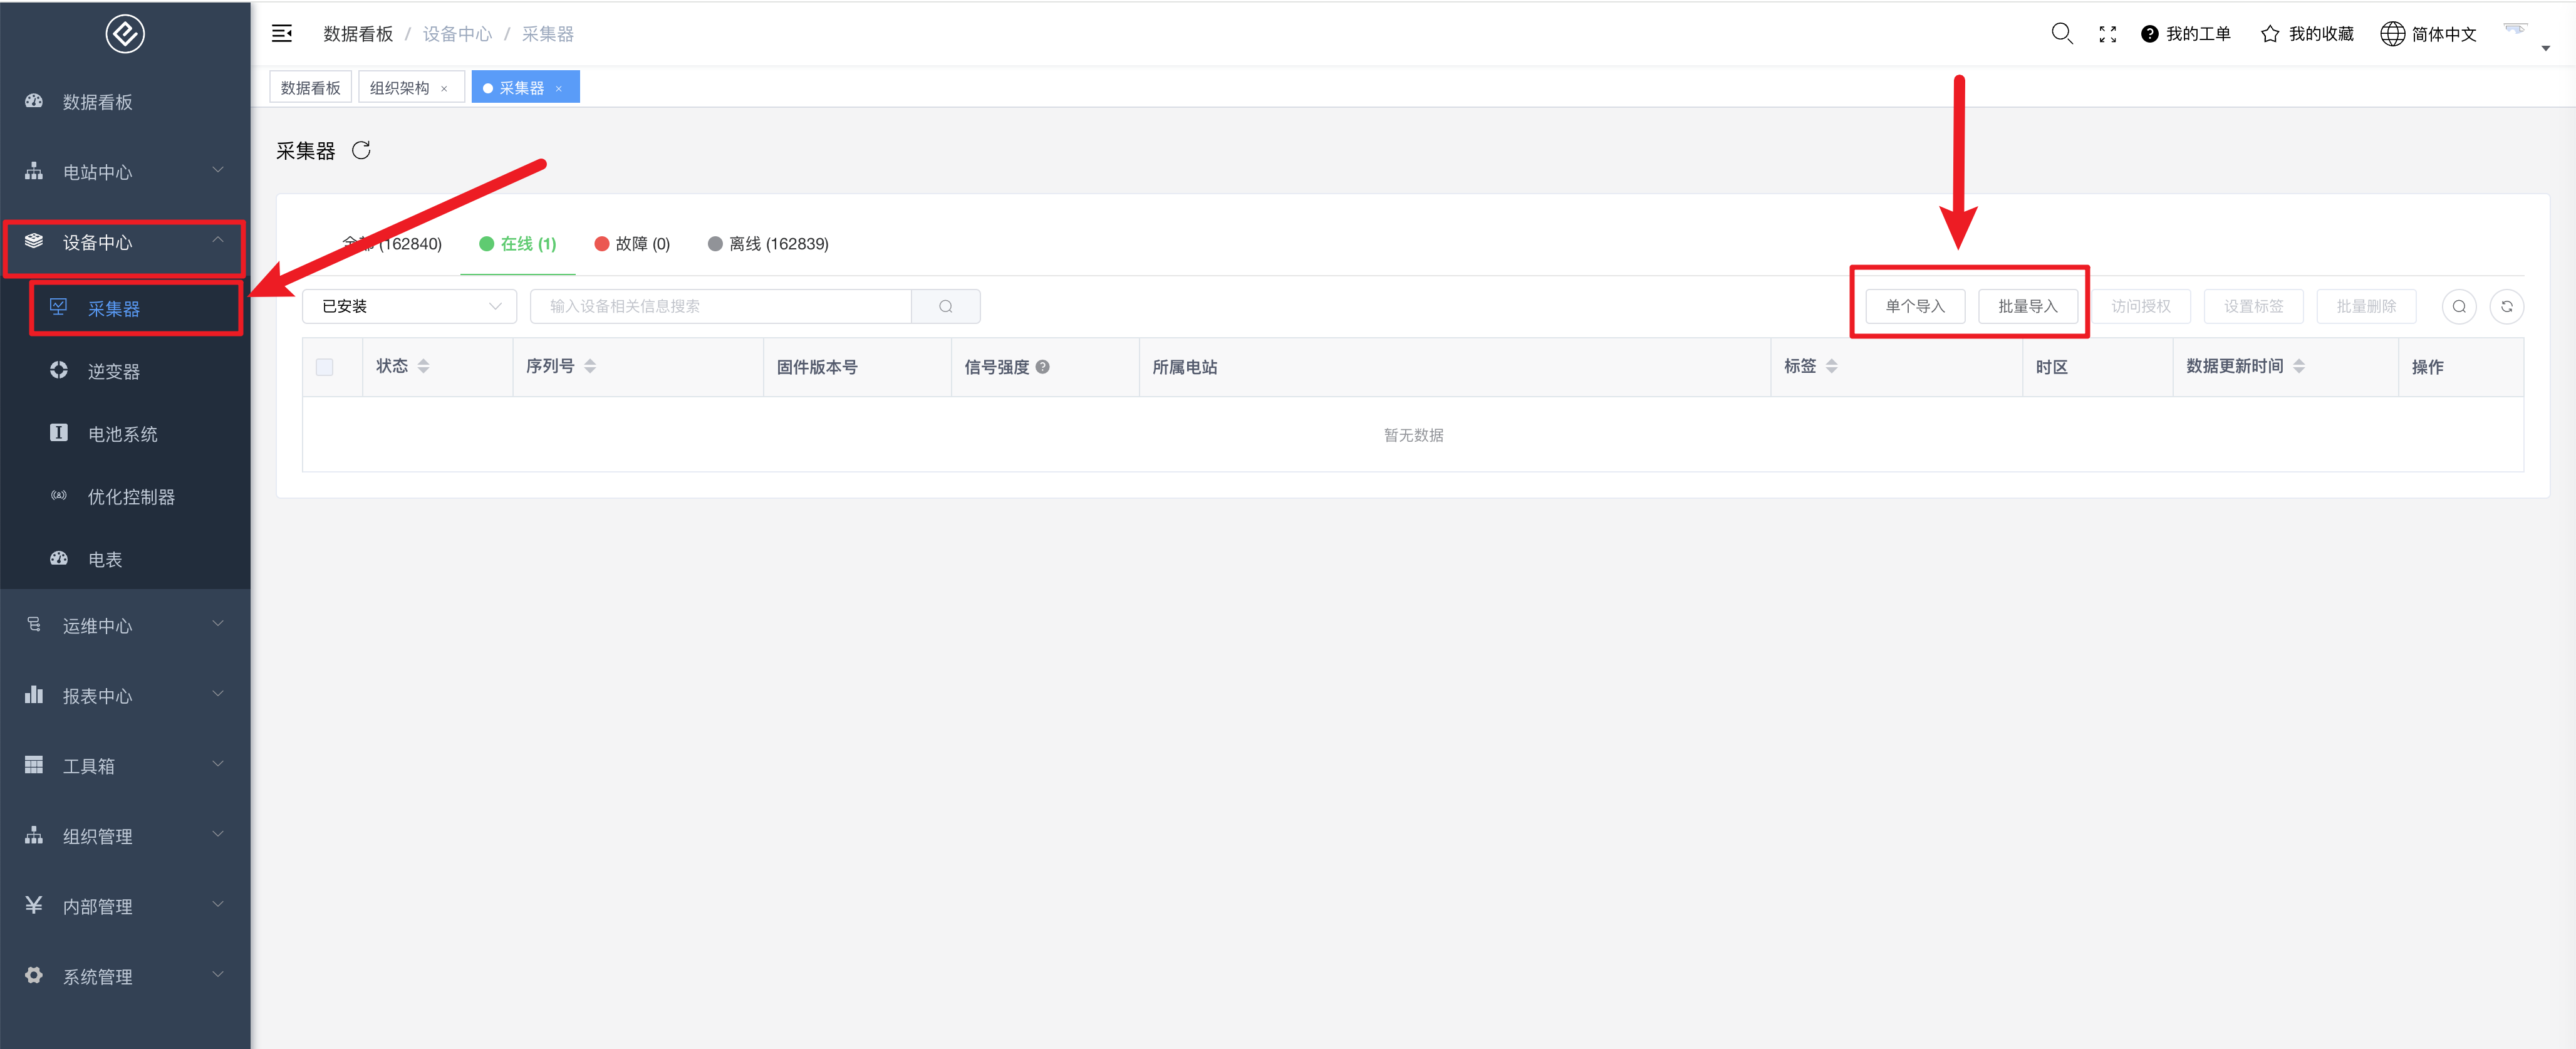 数据看板 / 设备中心 / 采集器
我的工单
我的收藏
简体中文
数据看板
组织架构 ×
采集器 ×
数据看板
电站中心
设备中心
采集器
逆变器
电池系统
优化控制器
电表
运维中心
报表中心
工具箱
组织管理
内部管理
系统管理
采集器
全部 (162840)
在线 (1)
故障 (0)
离线 (162839)
已安装
输入设备相关信息搜索
单个导入
批量导入
访问授权
设置标签
批量删除
状态
序列号
固件版本号
信号强度
所属电站
标签
时区
数据更新时间
操作
暂无数据